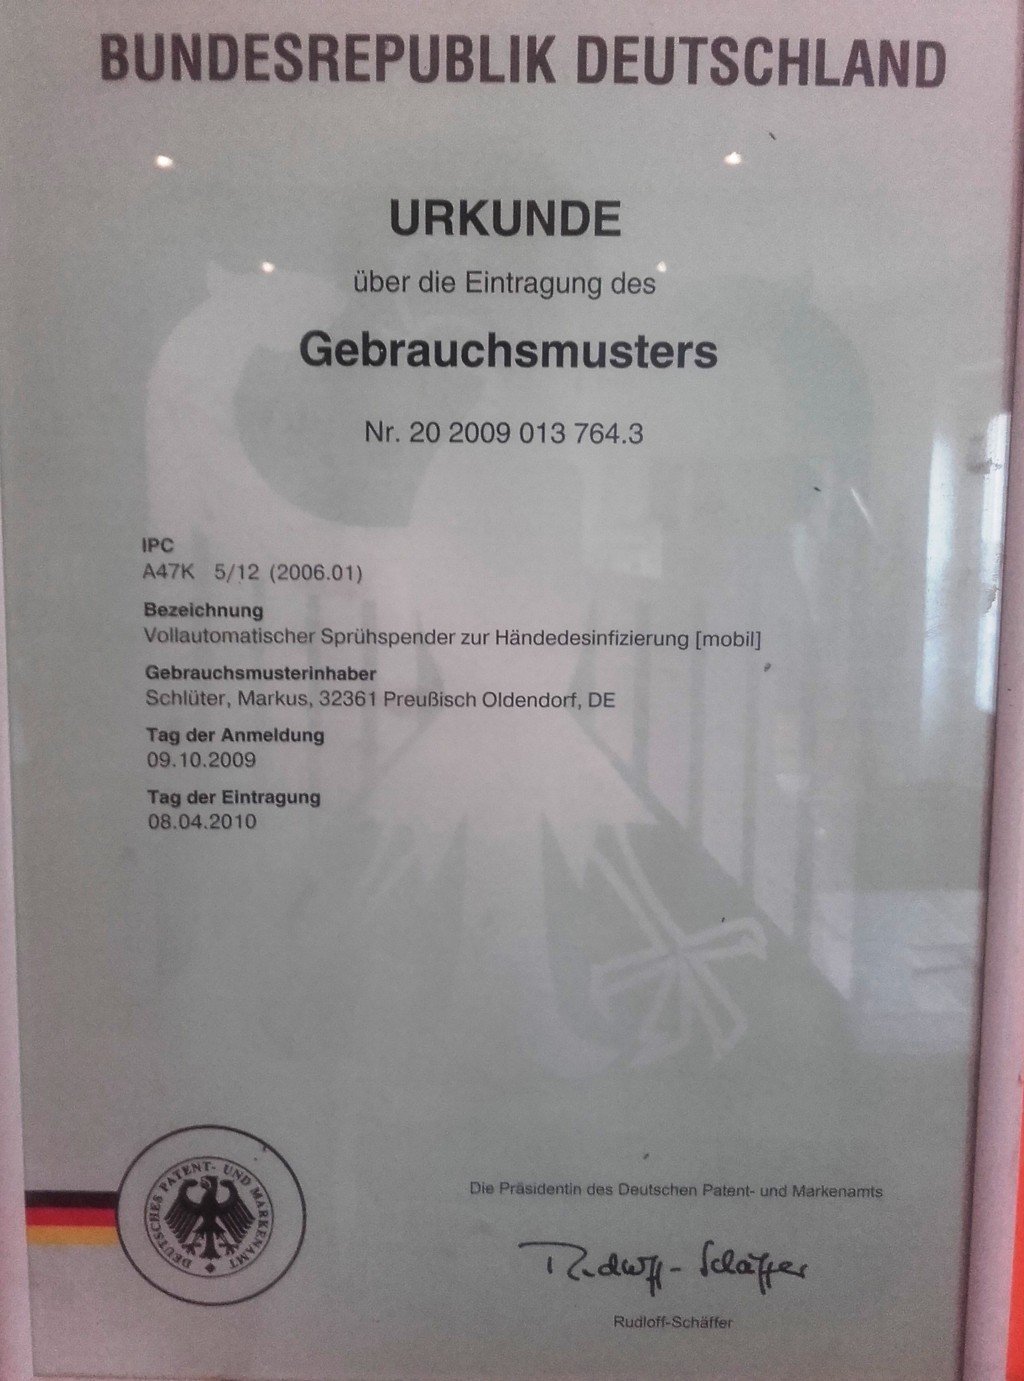 BUNDESREPUBLIK DEUTSCHLAND
URKUNDE
über die Eintragung des
Gebrauchsmusters
Nr. 20 2009 013 764.3
IPC
A47K 5/12 (2006.01)
Bezeichnung
Vollautomatischer Sprühspender zur Händedesinfizierung [mobil]
Gebrauchsmusterinhaber
Schlüter, Markus, 32361 Preußisch Oldendorf, DE
Tag der Anmeldung
09.10.2009
Tag der Eintragung
08.04.2010
DEUTSCHES PATENT- UND MARKENAMT
Die Präsidentin des Deutschen Patent- und Markenamts
Rudloff-Schäffer
Rudloff-Schäffer